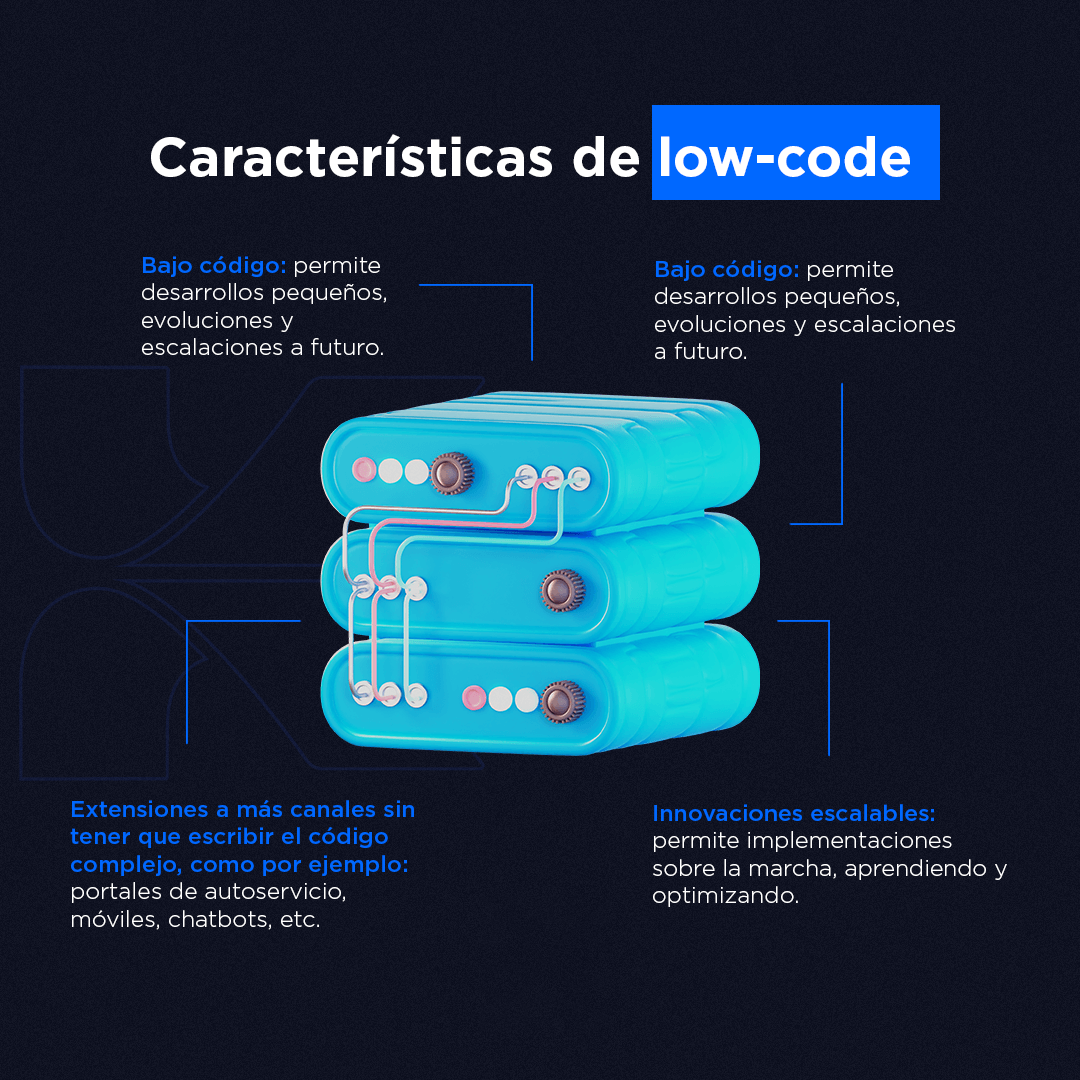 Características de low-code
Bajo código: permite
desarrollos pequeños,
evoluciones y
escalaciones a futuro.
Bajo código: permite
desarrollos pequeños,
evoluciones y escalaciones
a futuro.
Extensiones a más canales sin
tener que escribir el código
complejo, como por ejemplo:
portales de autoservicio,
móviles, chatbots, etc.
Innovaciones escalables:
permite implementaciones
sobre la marcha, aprendiendo y
optimizando.